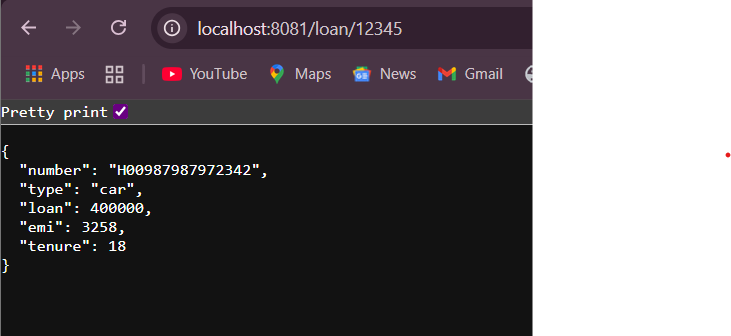 localhost:8081/loan/12345
Apps YouTube Maps News Gmail
Pretty print
{
"number": "H00987987972342",
"type": "car",
"loan": 400000,
"emi": 3258,
"tenure": 18
}